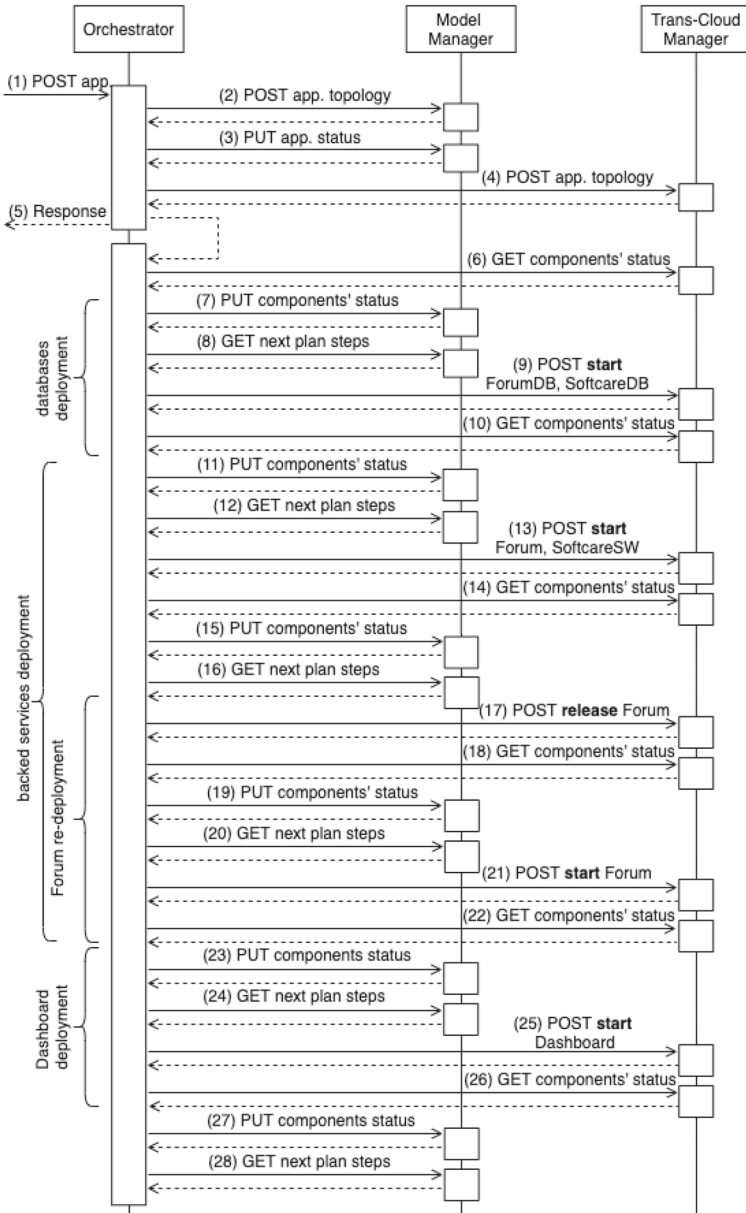 Orchestrator
Model
Manager
Trans-Cloud
Manager
(1) POST app.
(2) POST app. topology
(3) PUT app. status
(4) POST app. topology
(5) Response
(6) GET components' status
databases
deployment
(7) PUT components' status
(8) GET next plan steps
(9) POST start
ForumDB, SoftcareDB
(10) GET components' status
backed services deployment
(11) PUT components' status
(12) GET next plan steps
(13) POST start
Forum, SoftcareSW
(14) GET components' status
(15) PUT components' status
(16) GET next plan steps
Forum re-deployment
(17) POST release Forum
(18) GET components' status
(19) PUT components' status
(20) GET next plan steps
(21) POST start Forum
(22) GET components' status
Dashboard
deployment
(23) PUT components status
(24) GET next plan steps
(25) POST start
Dashboard
(26) GET components' status
(27) PUT components status
(28) GET next plan steps